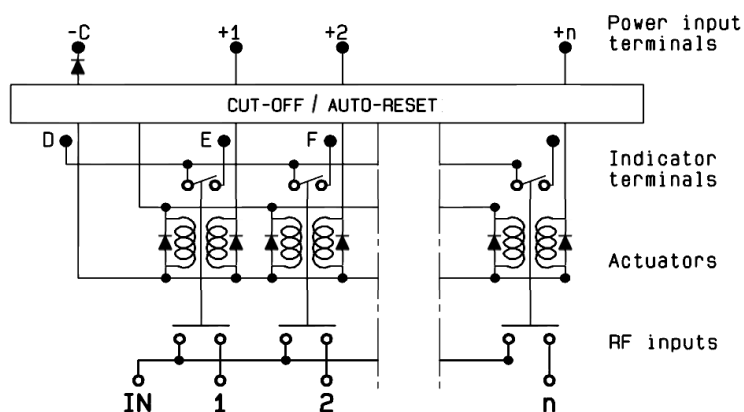 -C +1 +2 +n Power input
terminals
CUT-OFF / AUTO-RESET
D E F Indicator
terminals
Actuators
RF inputs
IN 1 2 n